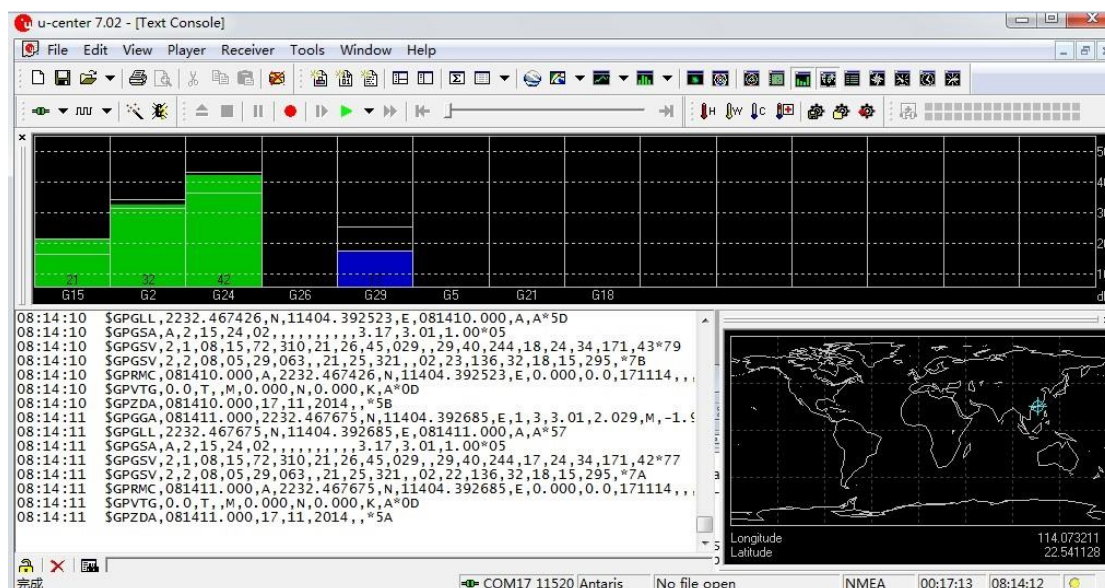 u-center 7.02 - [Text Console]
File Edit View Player Receiver Tools Window Help
H W C
50
40
30
20
10
21 32 42
G15 G2 G24 G26 G29 G5 G21 G18
08:14:10 $GPGLL,2232.467426,N,11404.392523,E,081410.000,A,A*5D
08:14:10 $GPGSA,A,2,15,24,02,,,,,,,,,,3.17,3.01,1.00*05
08:14:10 $GPGSV,2,1,08,15,72,310,21,26,45,029,,29,40,244,18,24,34,171,43*79
08:14:10 $GPGSV,2,2,08,05,29,063,,21,25,321,,02,23,136,32,18,15,295,*7B
08:14:10 $GPRMC,081410.000,A,2232.467426,N,11404.392523,E,0.000,0.0,171114,,,
08:14:10 $GPVTG,0.0,T,,M,0.000,N,0.000,K,A*0D
08:14:10 $GPZDA,081410.000,17,11,2014,,*5B
08:14:11 $GPGGA,081411.000,2232.467675,N,11404.392685,E,1,3,3.01,2.029,M,-1.9
08:14:11 $GPGLL,2232.467675,N,11404.392685,E,081411.000,A,A*57
08:14:11 $GPGSA,A,2,15,24,02,,,,,,,,,,3.17,3.01,1.00*05
08:14:11 $GPGSV,2,1,08,15,72,310,21,26,45,029,,29,40,244,17,24,34,171,42*77
08:14:11 $GPGSV,2,2,08,05,29,063,,21,25,321,,02,22,136,32,18,15,295,*7A
08:14:11 $GPRMC,081411.000,A,2232.467675,N,11404.392685,E,0.000,0.0,171114,,,
08:14:11 $GPVTG,0.0,T,,M,0.000,N,0.000,K,A*0D
08:14:11 $GPZDA,081411.000,17,11,2014,,*5A
Longitude 114.073211
Latitude 22.541128
完成 COM17 11520 Antaris No file open NMEA 00:17:13 08:14:12